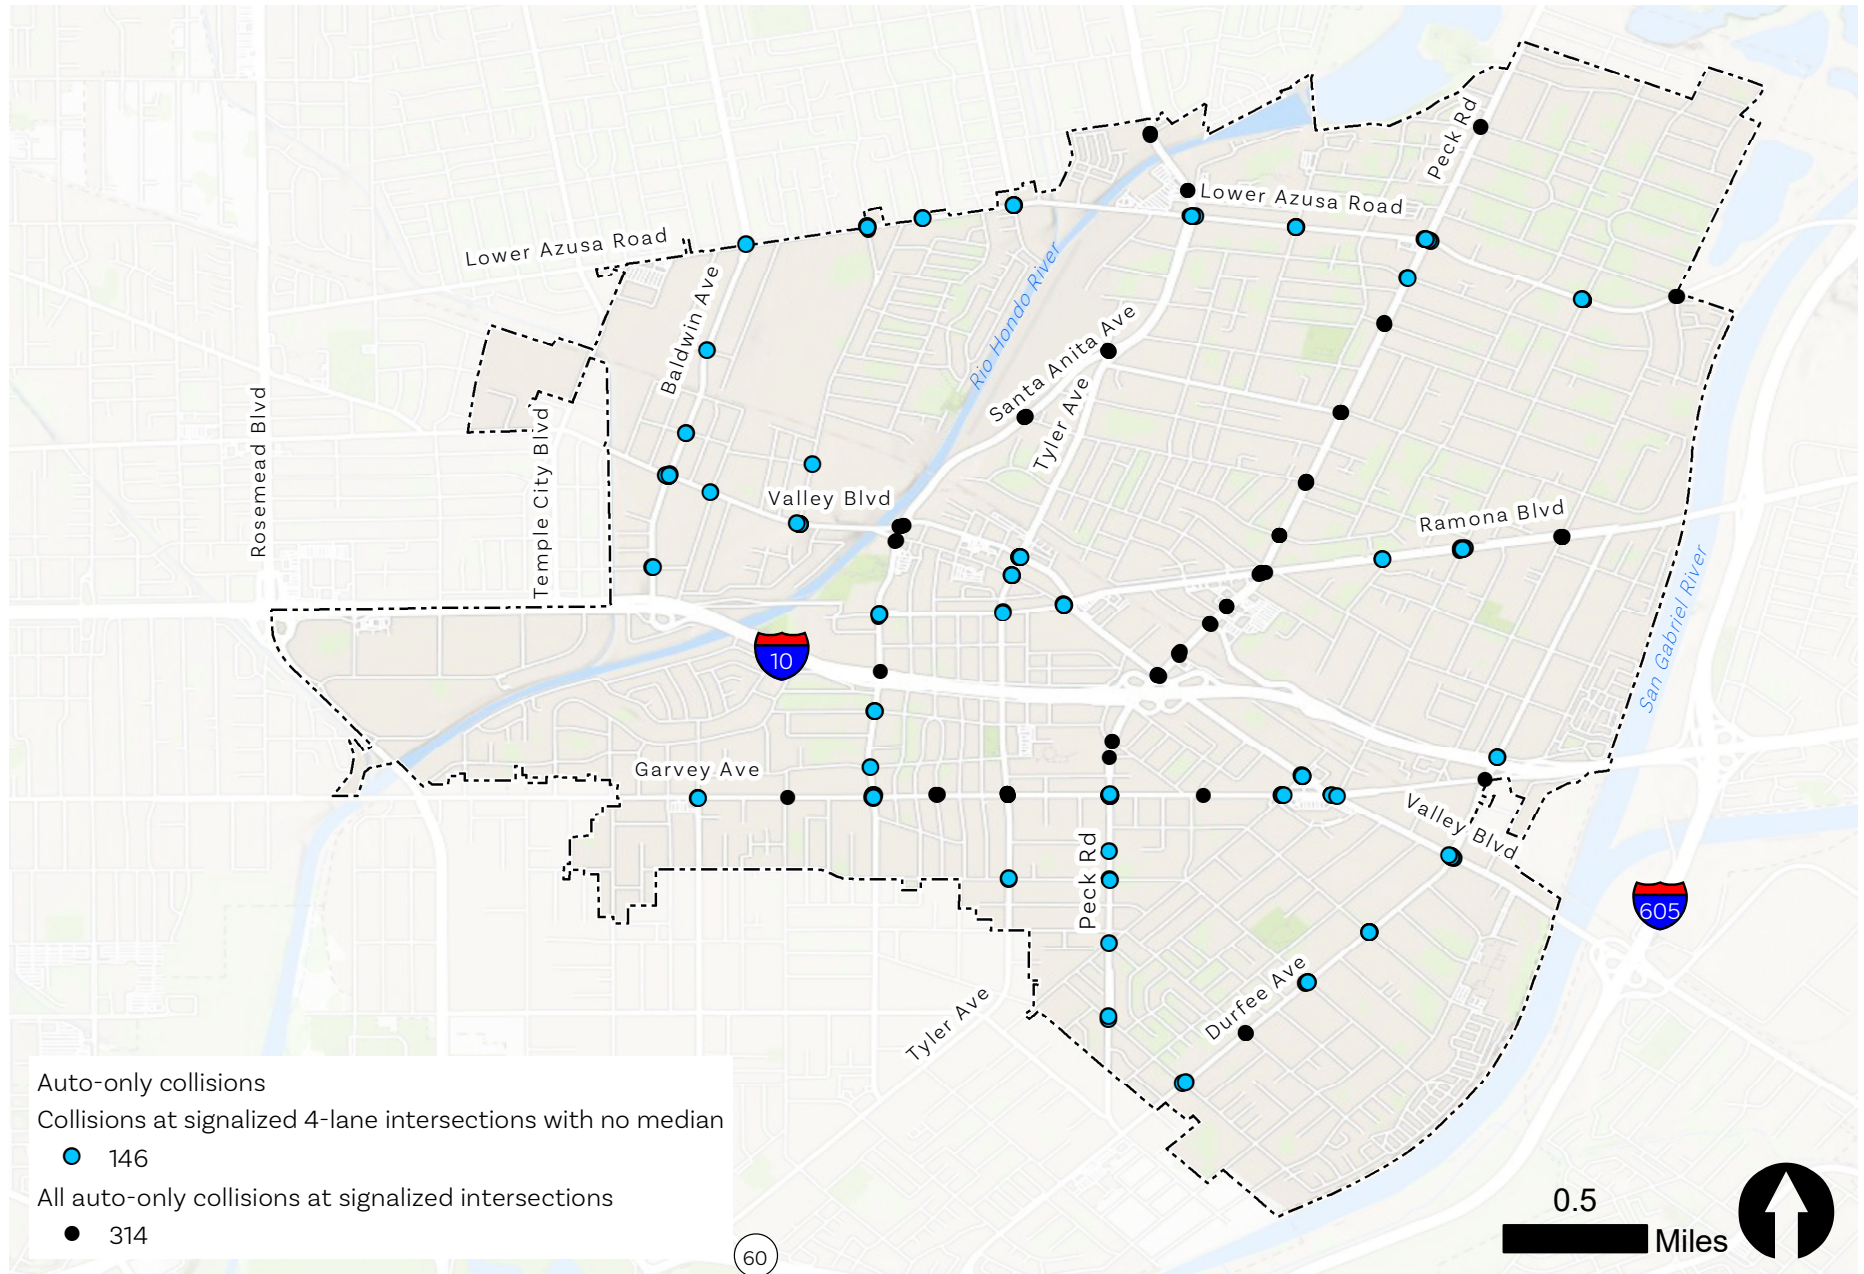 Peck Rd
Lower Azusa Road
Lower Azusa Road
Baldwin Ave
Rio Hondo River
Santa Anita Ave
Tyler Ave
Rosemead Blvd
Temple City Blvd
Valley Blvd
Ramona Blvd
San Gabriel River
10
Garvey Ave
Valley Blvd
Peck Rd
605
Durfee Ave
Tyler Ave
Auto-only collisions
Collisions at signalized 4-lane intersections with no median
146
All auto-only collisions at signalized intersections
314
60
0.5
Miles